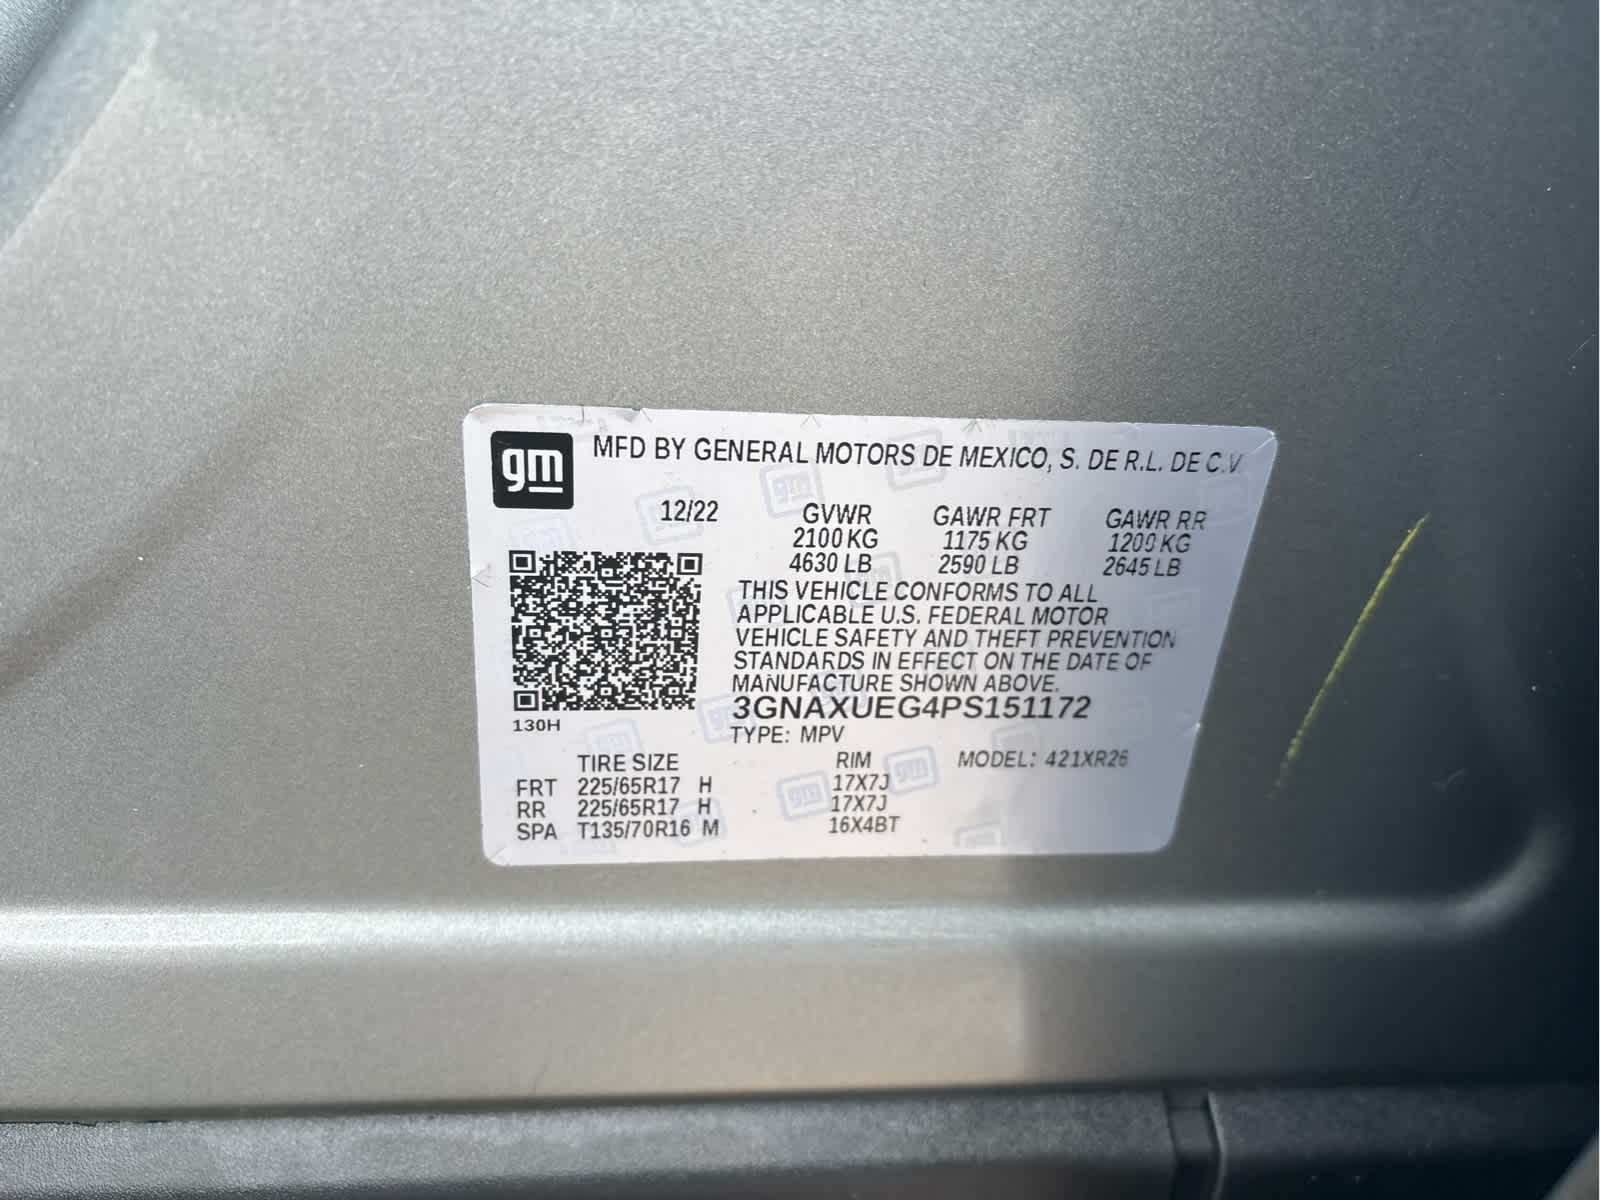 gm
MFD BY GENERAL MOTORS DE MEXICO, S. DE R.L. DE C.V
12/22
GVWR GAWR FRT GAWR RR
2100 KG 1175 KG 1200 KG
4630 LB 2590 LB 2645 LB
THIS VEHICLE CONFORMS TO ALL
APPLICABLE U.S. FEDERAL MOTOR
VEHICLE SAFETY AND THEFT PREVENTION
STANDARDS IN EFFECT ON THE DATE OF
MANUFACTURE SHOWN ABOVE.
3GNAXUEG4PS151172
130H
TYPE: MPV
TIRE SIZE RIM MODEL: 421XR26
FRT 225/65R17 H 17X7J
RR 225/65R17 H 17X7J
SPA T135/70R16 M 16X4BT